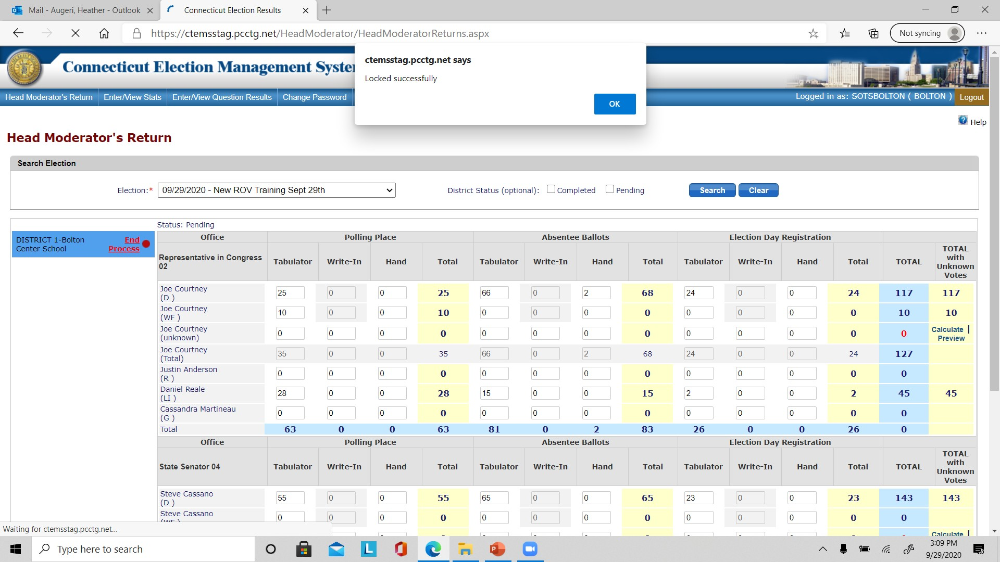 Mail - Augeri, Heather - Outlook
Connecticut Election Results
https://ctemsstag.pcctg.net/HeadModerator/HeadModeratorReturns.aspx
Not syncing
ctemsstag.pcctg.net says
Locked successfully
OK
Connecticut Election Management
Head Moderator's Return Enter/View Stats Enter/View Question Results Change Password
Logged in as: SOTSBOLTON ( BOLTON ) Logout
Help
Head Moderator's Return
Search Election
Election:* 09/29/2020 - New ROV Training Sept 29th District Status (optional): Completed Pending Search Clear
Status: Pending
DISTRICT 1-Bolton Center School End Process
Office Polling Place Absentee Ballots Election Day Registration
Representative in Congress 02 Tabulator Write-In Hand Total Tabulator Write-In Hand Total Tabulator Write-In Hand Total TOTAL TOTAL with Unknown Votes
Joe Courtney (D ) 25 0 0 25 66 0 2 68 24 0 0 24 117 117
Joe Courtney (WF ) 10 0 0 10 0 0 0 0 0 0 0 0 10 10
Joe Courtney (unknown) 0 0 0 0 0 0 0 0 0 0 0 0 0 Calculate | Preview
Joe Courtney (Total) 35 0 0 35 66 0 2 68 24 0 0 24 127
Justin Anderson (R ) 0 0 0 0 0 0 0 0 0 0 0 0 0
Daniel Reale (LI ) 28 0 0 28 15 0 0 15 2 0 0 2 45 45
Cassandra Martineau (G ) 0 0 0 0 0 0 0 0 0 0 0 0 0
Total 63 0 0 63 81 0 2 83 26 0 0 26 0
Office Polling Place Absentee Ballots Election Day Registration
State Senator 04 Tabulator Write-In Hand Total Tabulator Write-In Hand Total Tabulator Write-In Hand Total TOTAL TOTAL with Unknown Votes
Steve Cassano (D ) 55 0 0 55 65 0 0 65 23 0 0 23 143 143
Steve Cassano 0 0 0 0 0 0 0 0 0 0 0 0 0
Calculate |
Waiting for ctemsstag.pcctg.net...
Type here to search
3:09 PM
9/29/2020